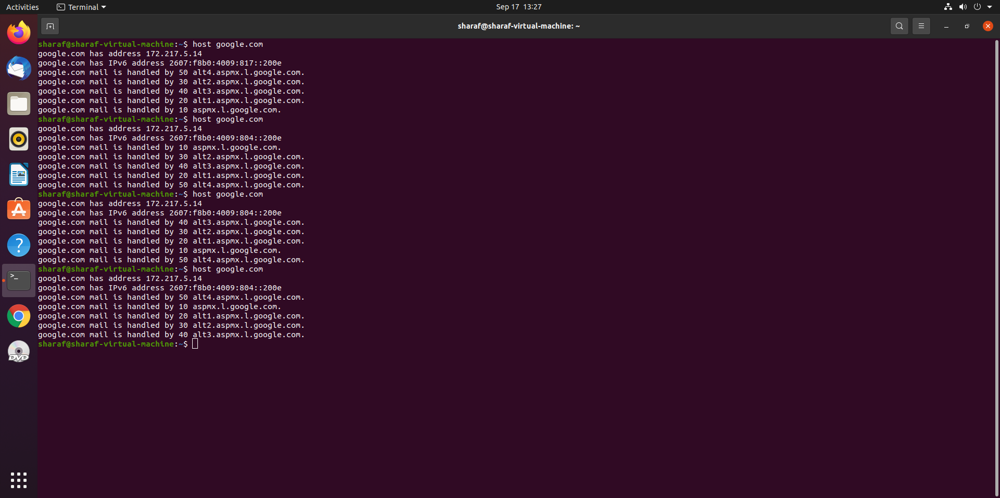 Activities Terminal Sep 17 13:27
sharaf@sharaf-virtual-machine: ~
sharaf@sharaf-virtual-machine:~$ host google.com
google.com has address 172.217.5.14
google.com has IPv6 address 2607:f8b0:4009:817::200e
google.com mail is handled by 50 alt4.aspmx.l.google.com.
google.com mail is handled by 30 alt2.aspmx.l.google.com.
google.com mail is handled by 40 alt3.aspmx.l.google.com.
google.com mail is handled by 20 alt1.aspmx.l.google.com.
google.com mail is handled by 10 aspmx.l.google.com.
sharaf@sharaf-virtual-machine:~$ host google.com
google.com has address 172.217.5.14
google.com has IPv6 address 2607:f8b0:4009:804::200e
google.com mail is handled by 10 aspmx.l.google.com.
google.com mail is handled by 30 alt2.aspmx.l.google.com.
google.com mail is handled by 40 alt3.aspmx.l.google.com.
google.com mail is handled by 20 alt1.aspmx.l.google.com.
google.com mail is handled by 50 alt4.aspmx.l.google.com.
sharaf@sharaf-virtual-machine:~$ host google.com
google.com has address 172.217.5.14
google.com has IPv6 address 2607:f8b0:4009:804::200e
google.com mail is handled by 40 alt3.aspmx.l.google.com.
google.com mail is handled by 30 alt2.aspmx.l.google.com.
google.com mail is handled by 20 alt1.aspmx.l.google.com.
google.com mail is handled by 10 aspmx.l.google.com.
google.com mail is handled by 50 alt4.aspmx.l.google.com.
sharaf@sharaf-virtual-machine:~$ host google.com
google.com has address 172.217.5.14
google.com has IPv6 address 2607:f8b0:4009:804::200e
google.com mail is handled by 50 alt4.aspmx.l.google.com.
google.com mail is handled by 10 aspmx.l.google.com.
google.com mail is handled by 20 alt1.aspmx.l.google.com.
google.com mail is handled by 30 alt2.aspmx.l.google.com.
google.com mail is handled by 40 alt3.aspmx.l.google.com.
sharaf@sharaf-virtual-machine:~$
DVD